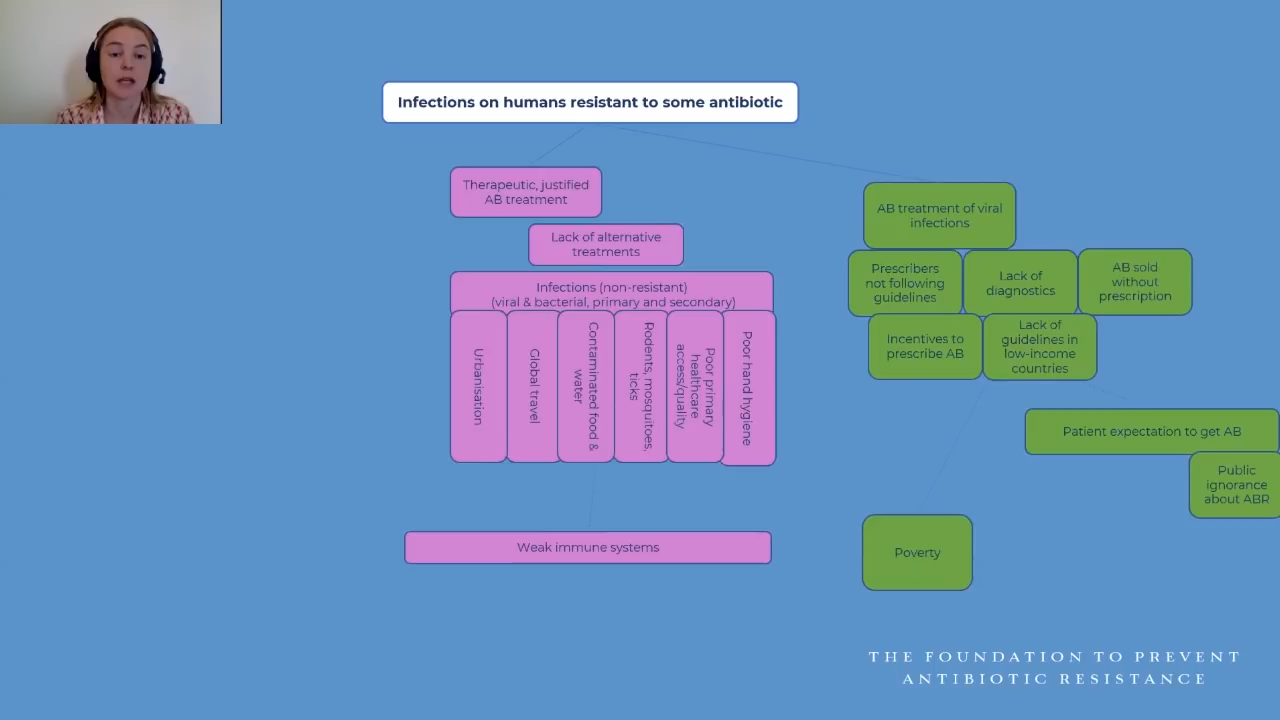 Infections on humans resistant to some antibiotic
Therapeutic, justified
AB treatment
Lack of alternative
treatments
Infections (non-resistant)
(viral & bacterial, primary and secondary)
Urbanisation
Global travel
Contaminated food &
water
Rodents, mosquitoes,
ticks
Poor primary
healthcare
access/quality
Poor hand hygiene
Weak immune systems
AB treatment of viral
infections
Prescribers
not following
guidelines
Lack of
diagnostics
AB sold
without
prescription
Incentives to
prescribe AB
Lack of
guidelines in
low-income
countries
Patient expectation to get AB
Public
ignorance
about ABR
Poverty
THE FOUNDATION TO PREVENT
ANTIBIOTIC RESISTANCE